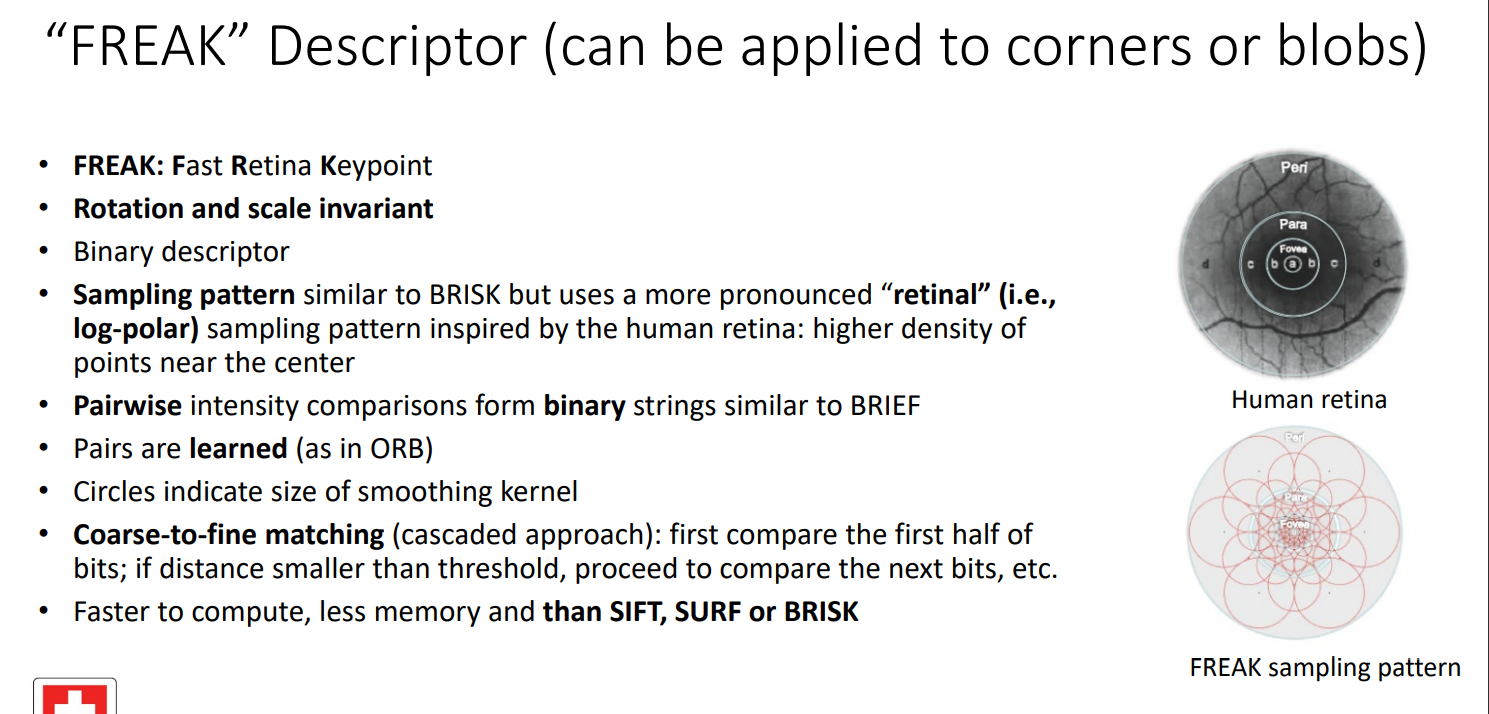 “FREAK” Descriptor (can be applied to corners or blobs)
• FREAK: Fast Retina Keypoint
• Rotation and scale invariant
• Binary descriptor
• Sampling pattern similar to BRISK but uses a more pronounced “retinal” (i.e.,
log-polar) sampling pattern inspired by the human retina: higher density of
points near the center
• Pairwise intensity comparisons form binary strings similar to BRIEF
• Pairs are learned (as in ORB)
• Circles indicate size of smoothing kernel
• Coarse-to-fine matching (cascaded approach): first compare the first half of
bits; if distance smaller than threshold, proceed to compare the next bits, etc.
• Faster to compute, less memory and than SIFT, SURF or BRISK
Peri
Para
Fovea
d c b a b c d
Human retina
Peri
Para
Fovea
FREAK sampling pattern